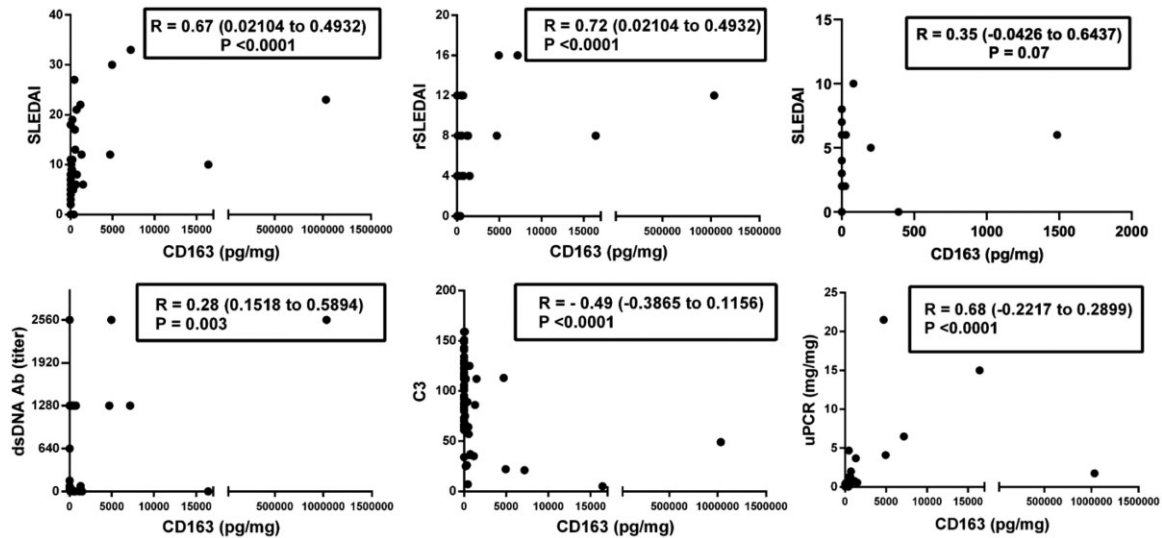 R = 0.67 (0.02104 to 0.4932)
P <0.0001
SLEDAI
40
30
20
10
0
0 5000 10000 15000 500000 1000000 1500000
CD163 (pg/mg)
R = 0.72 (0.02104 to 0.4932)
P <0.0001
rSLEDAI
20
16
12
8
4
0
0 5000 10000 15000 500000 1000000 1500000
CD163 (pg/mg)
R = 0.35 (-0.0426 to 0.6437)
P = 0.07
SLEDAI
15
10
5
0
0 500 1000 1500 2000
CD163 (pg/mg)
R = 0.28 (0.1518 to 0.5894)
P = 0.003
dsDNA Ab (titer)
2560
1920
1280
640
0
0 5000 10000 15000 500000 1000000 1500000
CD163 (pg/mg)
R = - 0.49 (-0.3865 to 0.1156)
P <0.0001
C3
200
150
100
50
0
0 5000 10000 15000 500000 1000000 1500000
CD163 (pg/mg)
R = 0.68 (-0.2217 to 0.2899)
P <0.0001
uPCR (mg/mg)
25
20
15
10
5
0
0 5000 10000 15000 500000 1000000 1500000
CD163 (pg/mg)